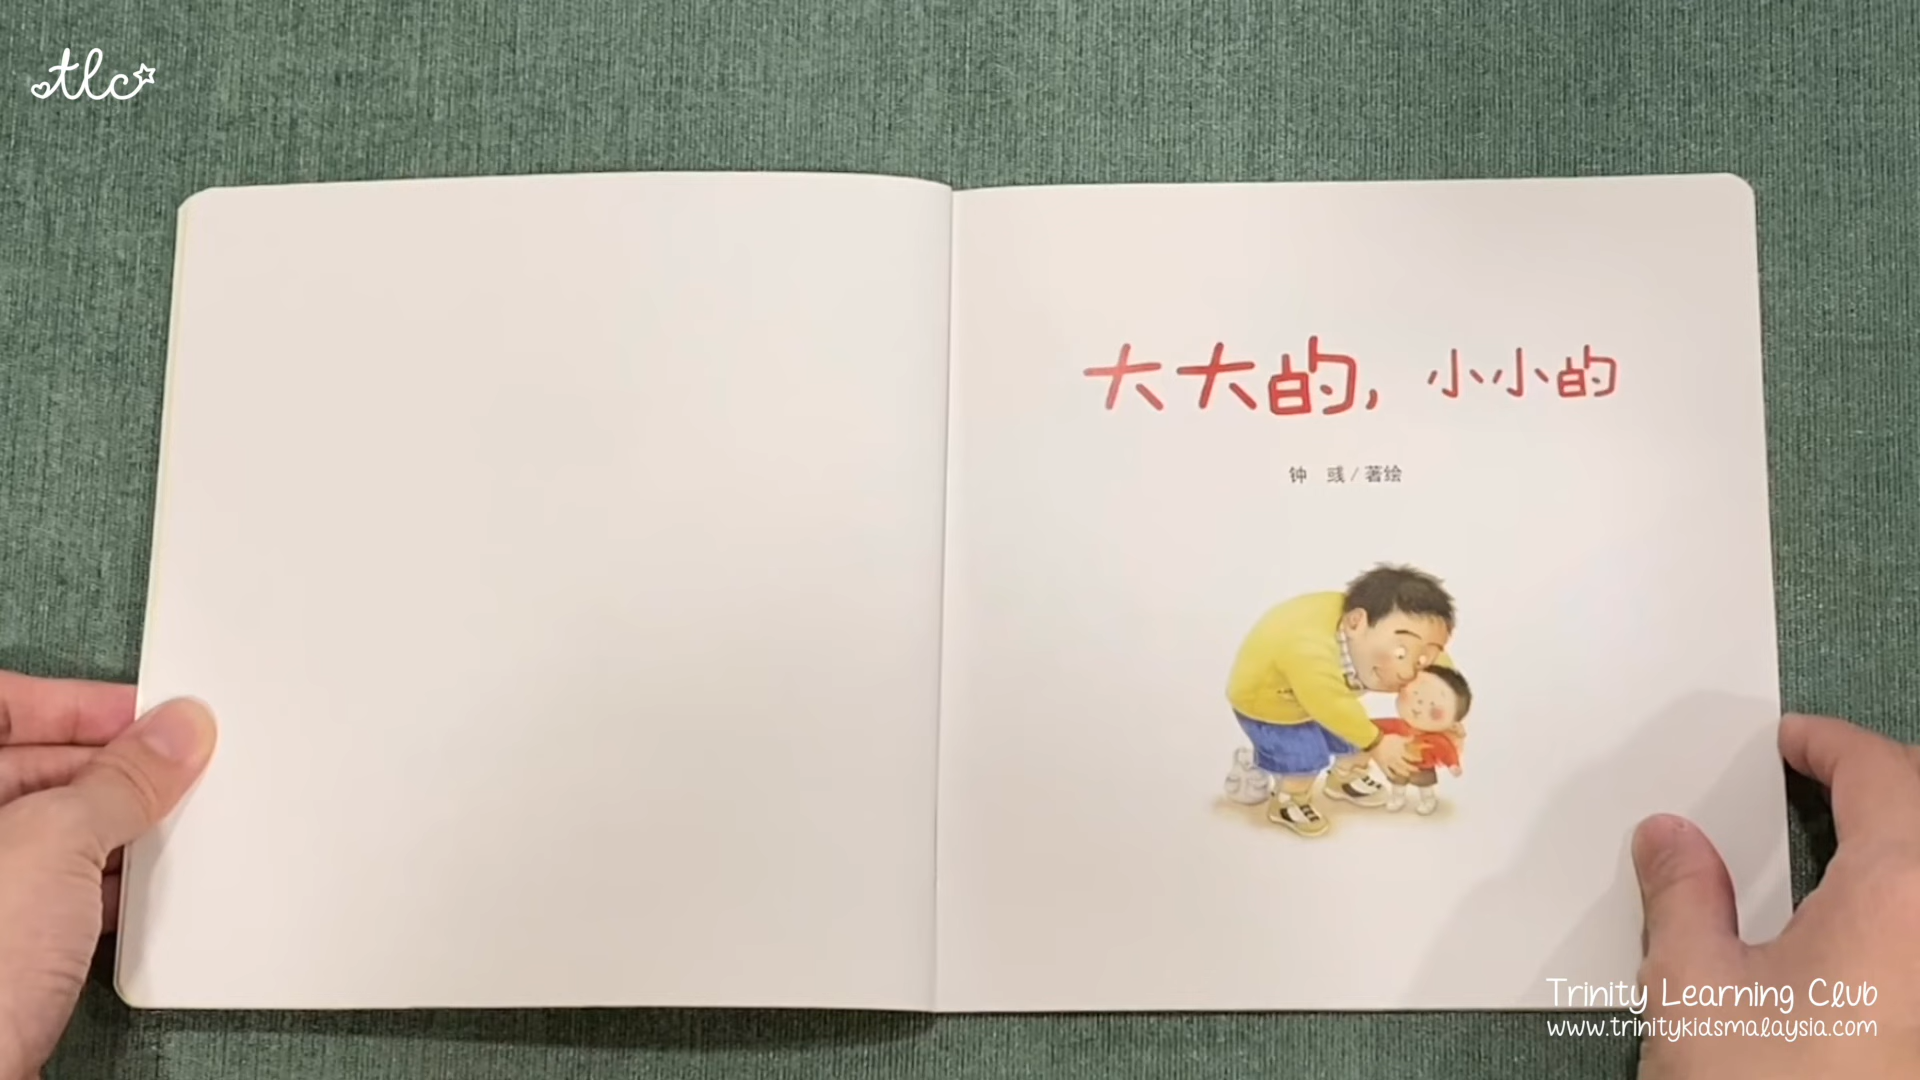 tlc
大大的，小小的
钟 彧/著绘
Trinity Learning Club
www.trinitykidsmalaysia.com